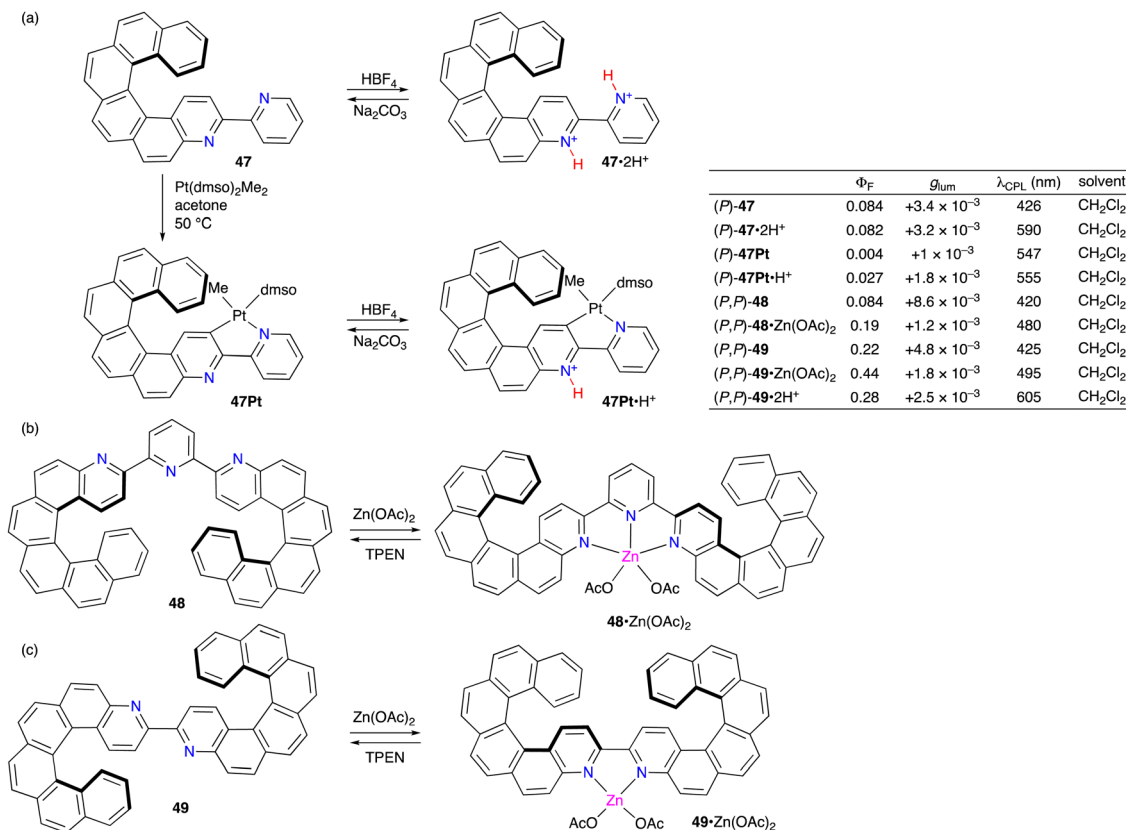 (a)
N
N
47
HBF4
Na2CO3
H
N+
N+
H
47•2H+
Pt(dmso)2Me2
acetone
50 °C
Me
dmso
Pt
N
N
47Pt
HBF4
Na2CO3
Me
dmso
Pt
N
N+
H
47Pt•H+
ΦF glum λCPL (nm) solvent
(P)-47 0.084 +3.4 × 10−3 426 CH2Cl2
(P)-47•2H+ 0.082 +3.2 × 10−3 590 CH2Cl2
(P)-47Pt 0.004 +1 × 10−3 547 CH2Cl2
(P)-47Pt•H+ 0.027 +1.8 × 10−3 555 CH2Cl2
(P,P)-48 0.084 +8.6 × 10−3 420 CH2Cl2
(P,P)-48•Zn(OAc)2 0.19 +1.2 × 10−3 480 CH2Cl2
(P,P)-49 0.22 +4.8 × 10−3 425 CH2Cl2
(P,P)-49•Zn(OAc)2 0.44 +1.8 × 10−3 495 CH2Cl2
(P,P)-49•2H+ 0.28 +2.5 × 10−3 605 CH2Cl2
(b)
N
N
N
48
Zn(OAc)2
TPEN
N
N
N
Zn
AcO
OAc
48•Zn(OAc)2
(c)
N
N
49
Zn(OAc)2
TPEN
N
N
Zn
AcO
OAc
49•Zn(OAc)2